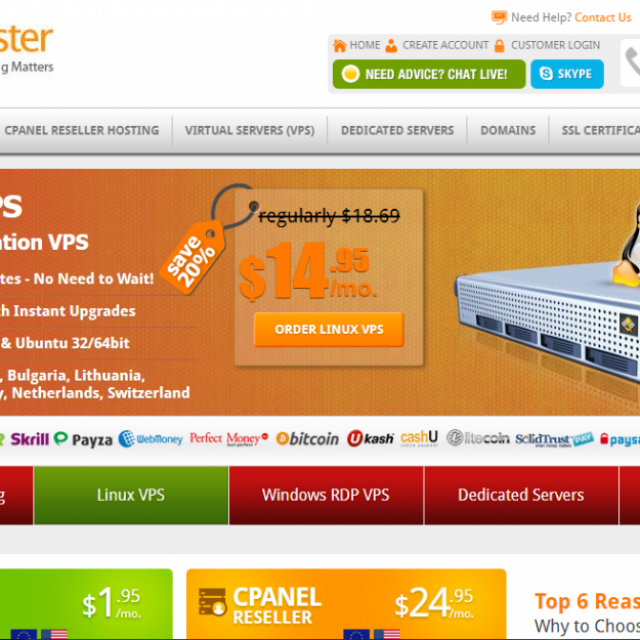 Need Help? Contact Us
ster
g Matters
HOME CREATE ACCOUNT CUSTOMER LOGIN
NEED ADVICE? CHAT LIVE! SKYPE
CPANEL RESELLER HOSTING VIRTUAL SERVERS (VPS) DEDICATED SERVERS DOMAINS SSL CERTIFICA
PS
tion VPS
tes - No Need to Wait!
h Instant Upgrades
& Ubuntu 32/64bit
, Bulgaria, Lithuania,
y, Netherlands, Switzerland
save
20%
regularly $18.69
$14.95
/mo.
ORDER LINUX VPS
Skrill Payza WebMoney Perfect Money bitcoin Ukash cashU litecoin SolidTrust PAY paysa
g Linux VPS Windows RDP VPS Dedicated Servers
$1.95
/mo.
CPANEL
RESELLER
$24.95
/mo.
Top 6 Reas
Why to Choos